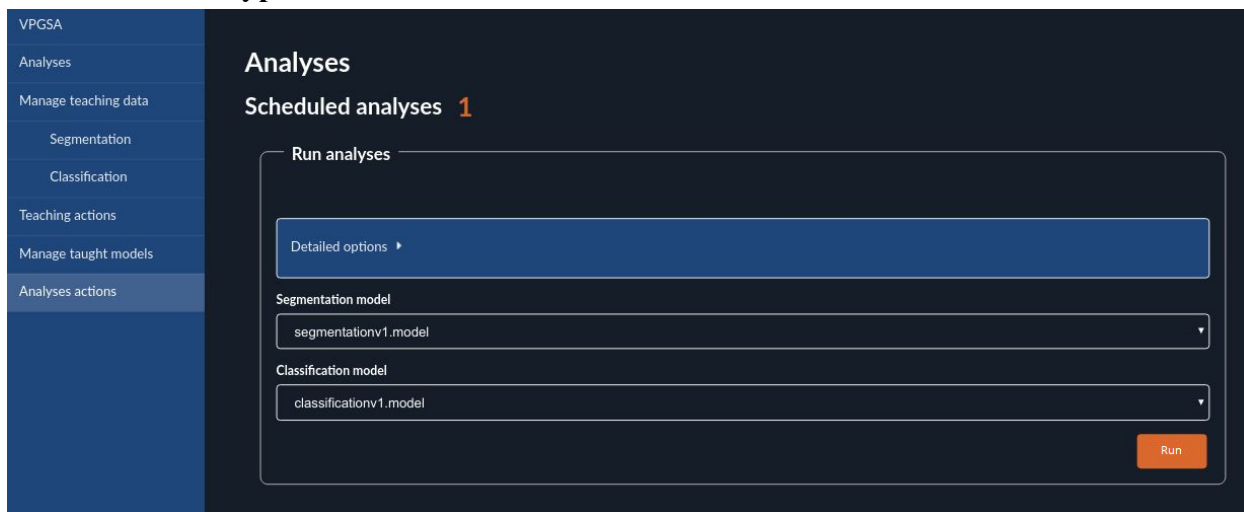 VPGSA
Analyses
Manage teaching data
Segmentation
Classification
Teaching actions
Manage taught models
Analyses actions
Analyses
Scheduled analyses 1
Run analyses
Detailed options
Segmentation model
segmentationv1.model
Classification model
classificationv1.model
Run